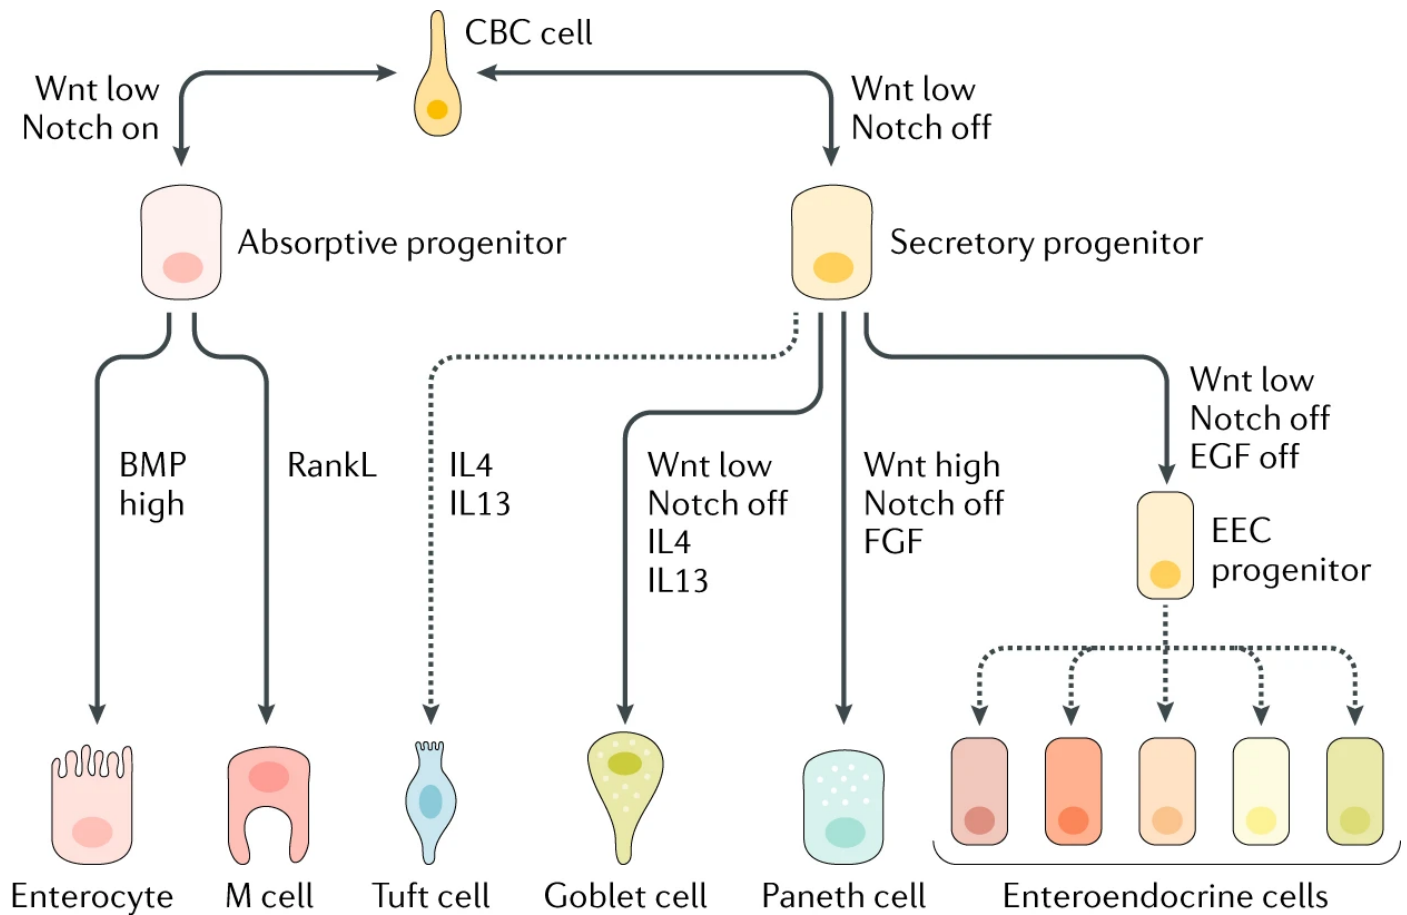 CBC cell
Wnt low
Notch on
Wnt low
Notch off
Absorptive progenitor
Secretory progenitor
BMP
high
RankL
IL4
IL13
Wnt low
Notch off
IL4
IL13
Wnt high
Notch off
FGF
Wnt low
Notch off
EGF off
EEC
progenitor
Enterocyte
M cell
Tuft cell
Goblet cell
Paneth cell
Enteroendocrine cells